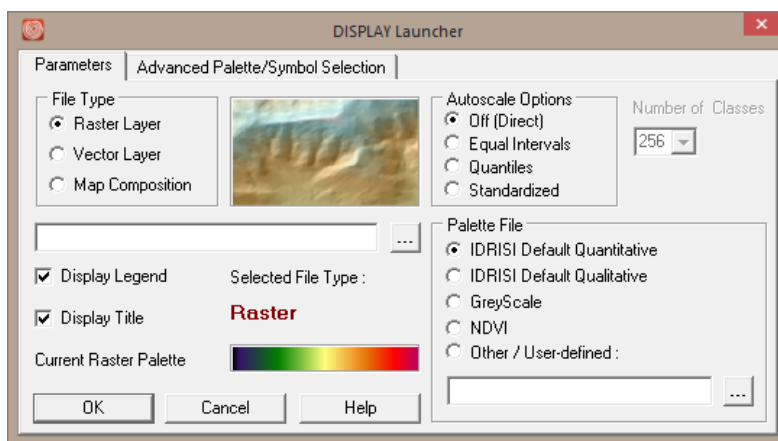 DISPLAY Launcher
Parameters
Advanced Palette/Symbol Selection
File Type
Raster Layer
Vector Layer
Map Composition
Autoscale Options
Off (Direct)
Equal Intervals
Quantiles
Standardized
Number of Classes
256
...
Display Legend
Display Title
Selected File Type :
Raster
Current Raster Palette
Palette File
IDRISI Default Quantitative
IDRISI Default Qualitative
GreyScale
NDVI
Other / User-defined :
...
OK
Cancel
Help